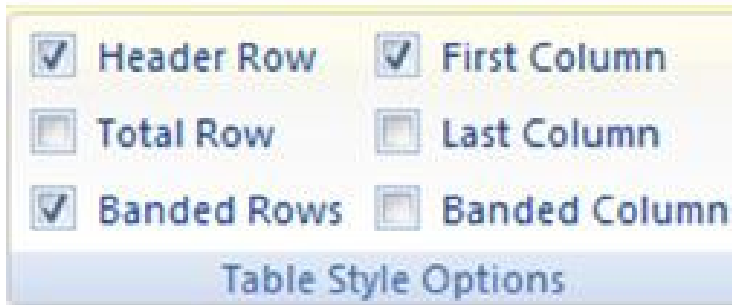 Header Row First Column
Total Row Last Column
Banded Rows Banded Column
Table Style Options